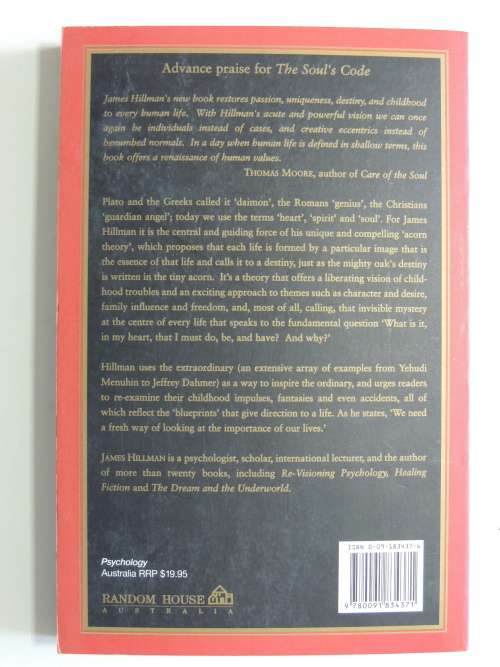 Advance praise for The Soul's Code
James Hillman's new book restores passion, uniqueness, destiny, and childhood
to every human life. With Hillman's acute and powerful vision we can once
again be individuals instead of cases, and creative eccentrics instead of
benumbed normals. In a day when human life is defined in shallow terms, this
book offers a renaissance of human values.
THOMAS MOORE, author of Care of the Soul
Plato and the Greeks called it 'daimon', the Romans 'genius', the Christians
'guardian angel'; today we use the terms 'heart', 'spirit' and 'soul'. For James
Hillman it is the central and guiding force of his unique and compelling 'acorn
theory', which proposes that each life is formed by a particular image that is
the essence of that life and calls it to a destiny, just as the mighty oak's destiny
is written in the tiny acorn. It's a theory that offers a liberating vision of child-
hood troubles and an exciting approach to themes such as character and desire,
family influence and freedom, and, most of all, calling, that invisible mystery
at the centre of every life that speaks to the fundamental question 'What is it,
in my heart, that I must do, be, and have? And why?'
Hillman uses the extraordinary (an extensive array of examples from Yehudi
Menuhin to Jeffrey Dahmer) as a way to inspire the ordinary, and urges readers
to re-examine their childhood impulses, fantasies and even accidents, all of
which reflect the 'blueprints' that give direction to a life. As he states, 'We need
a fresh way of looking at the importance of our lives.'
JAMES HILLMAN is a psychologist, scholar, international lecturer, and the author
of more than twenty books, including Re-Visioning Psychology, Healing
Fiction and The Dream and the Underworld.
Psychology
Australia RRP $19.95
RANDOM HOUSE
AUSTRALIA
ISBN 0-09-183437-6
9 780091 834371